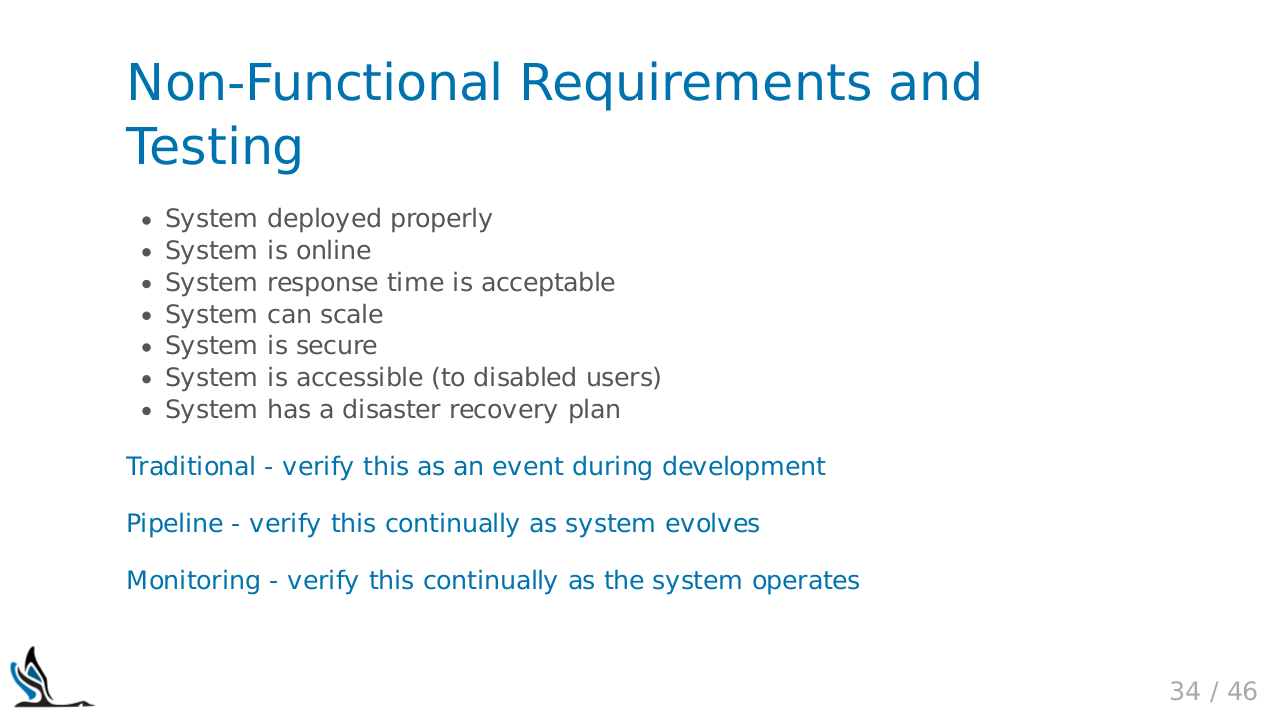 Non-Functional Requirements and
Testing
• System deployed properly
• System is online
• System response time is acceptable
• System can scale
• System is secure
• System is accessible (to disabled users)
• System has a disaster recovery plan
Traditional - verify this as an event during development
Pipeline - verify this continually as system evolves
Monitoring - verify this continually as the system operates
34 / 46